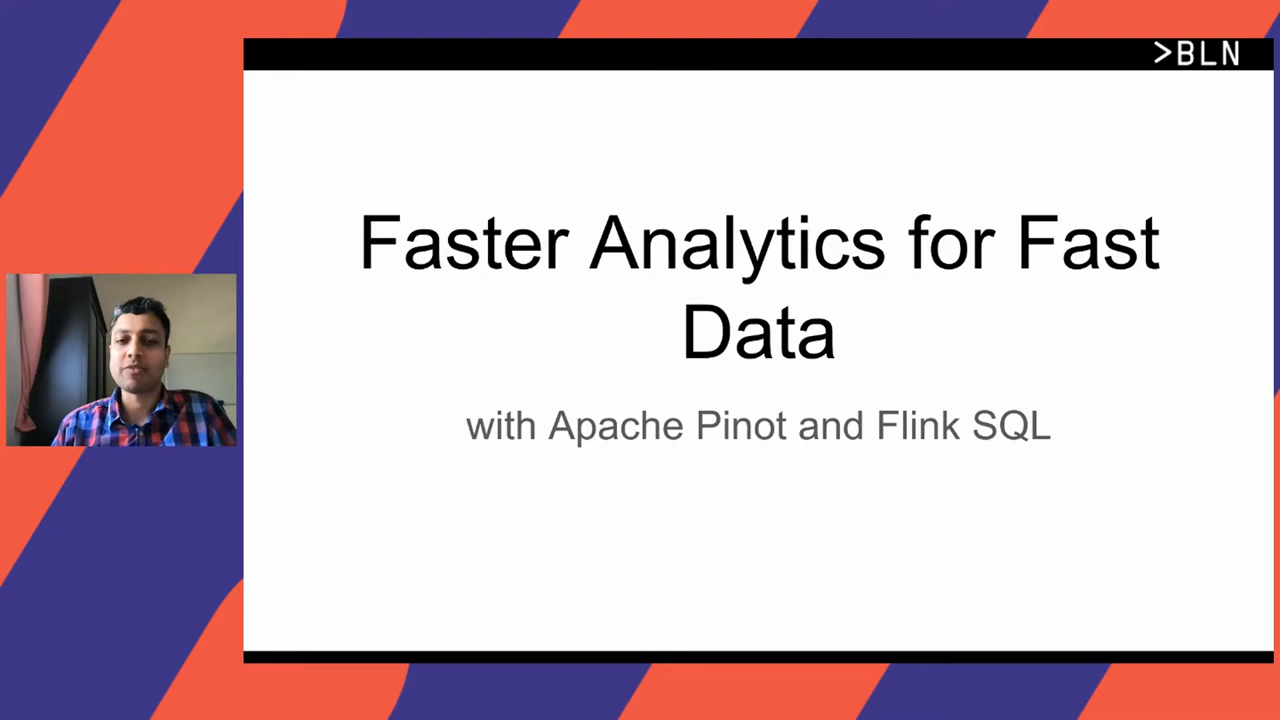 >BLN
Faster Analytics for Fast
Data
with Apache Pinot and Flink SQL